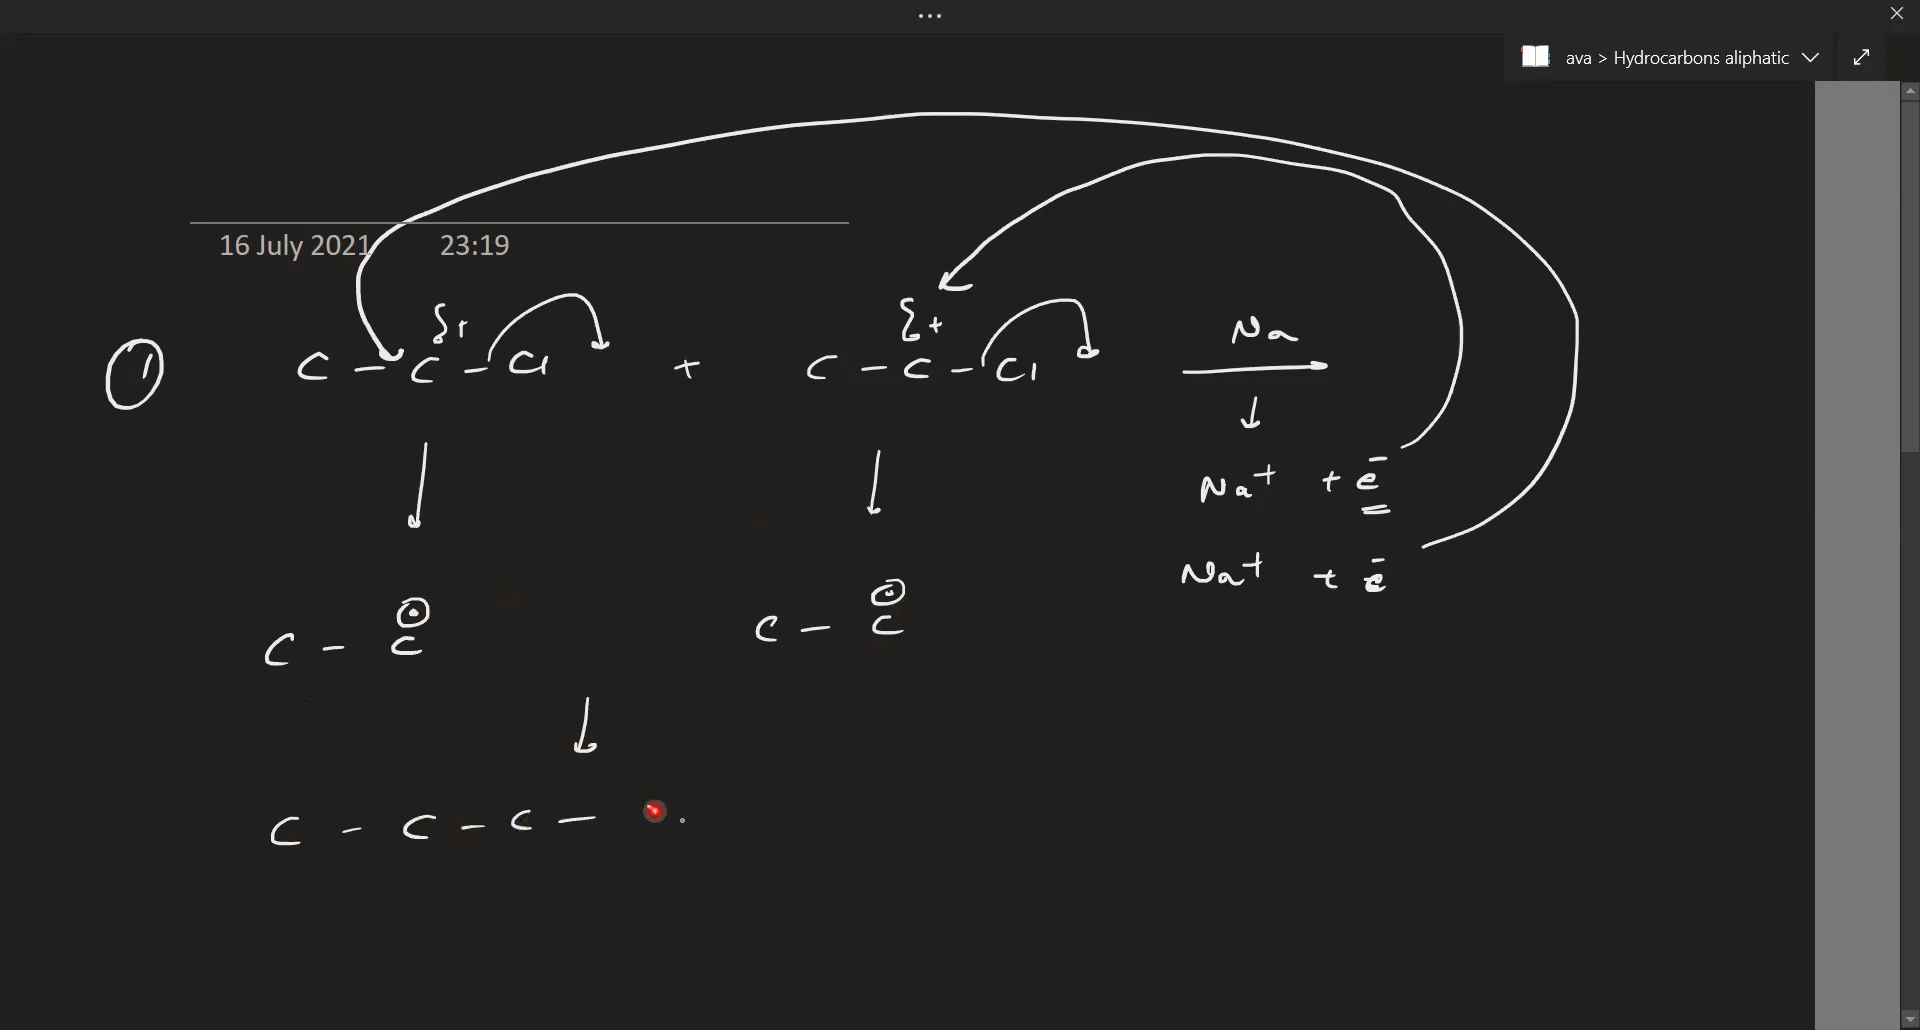 ava > Hydrocarbons aliphatic
16 July 2021 23:19
δ+ δ+
① C - C - Cl + C - C - Cl Na
Na⁺ + e⁻
Na⁺ + e⁻
C - Ċ C - Ċ
C - C - C -